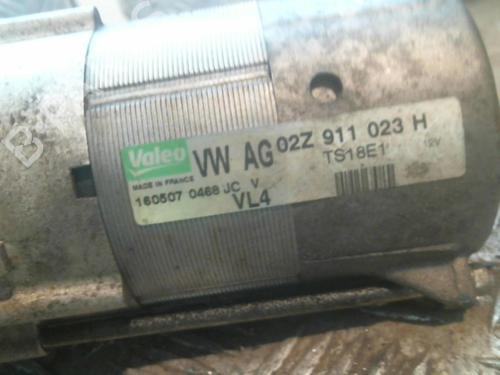 Valeo VW AG 02Z 911 023 H
MADE IN FRANCE TS18E1 12V
160507 0468 JC V
VL4